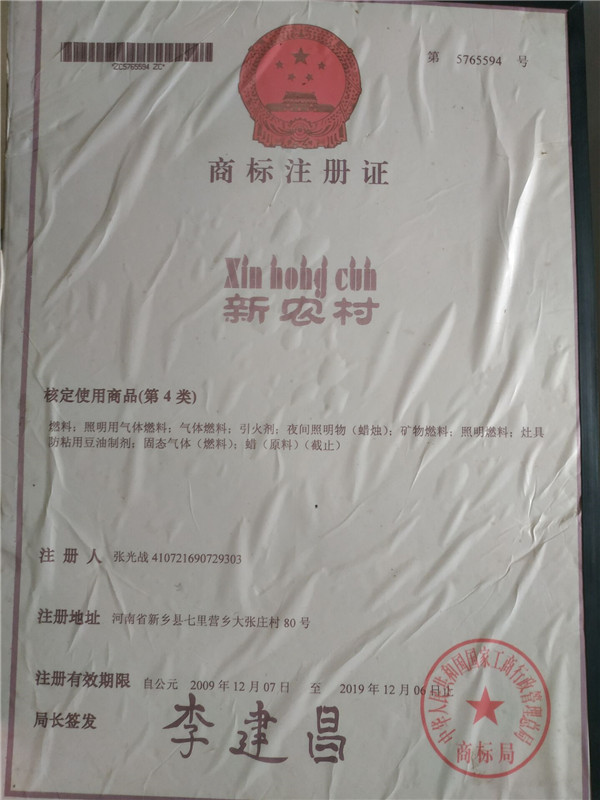 *ZC5765594 ZC*
第 5765594 号
商标注册证
Xin nong cun
新农村
核定使用商品(第 4 类)
燃料；照明用气体燃料；气体燃料；引火剂；夜间照明物（蜡烛）；矿物燃料；照明燃料；灶具
防粘用豆油制剂；固态气体（燃料）；蜡（原料）（截止）
注 册 人 张光战 410721690729303
注册地址 河南省新乡县七里营乡大张庄村 80 号
注册有效期限 自公元 2009 年 12 月 07 日 至 2019 年 12 月 06 日止
局长签发 李建昌
中华人民共和国国家工商行政管理总局
商标局